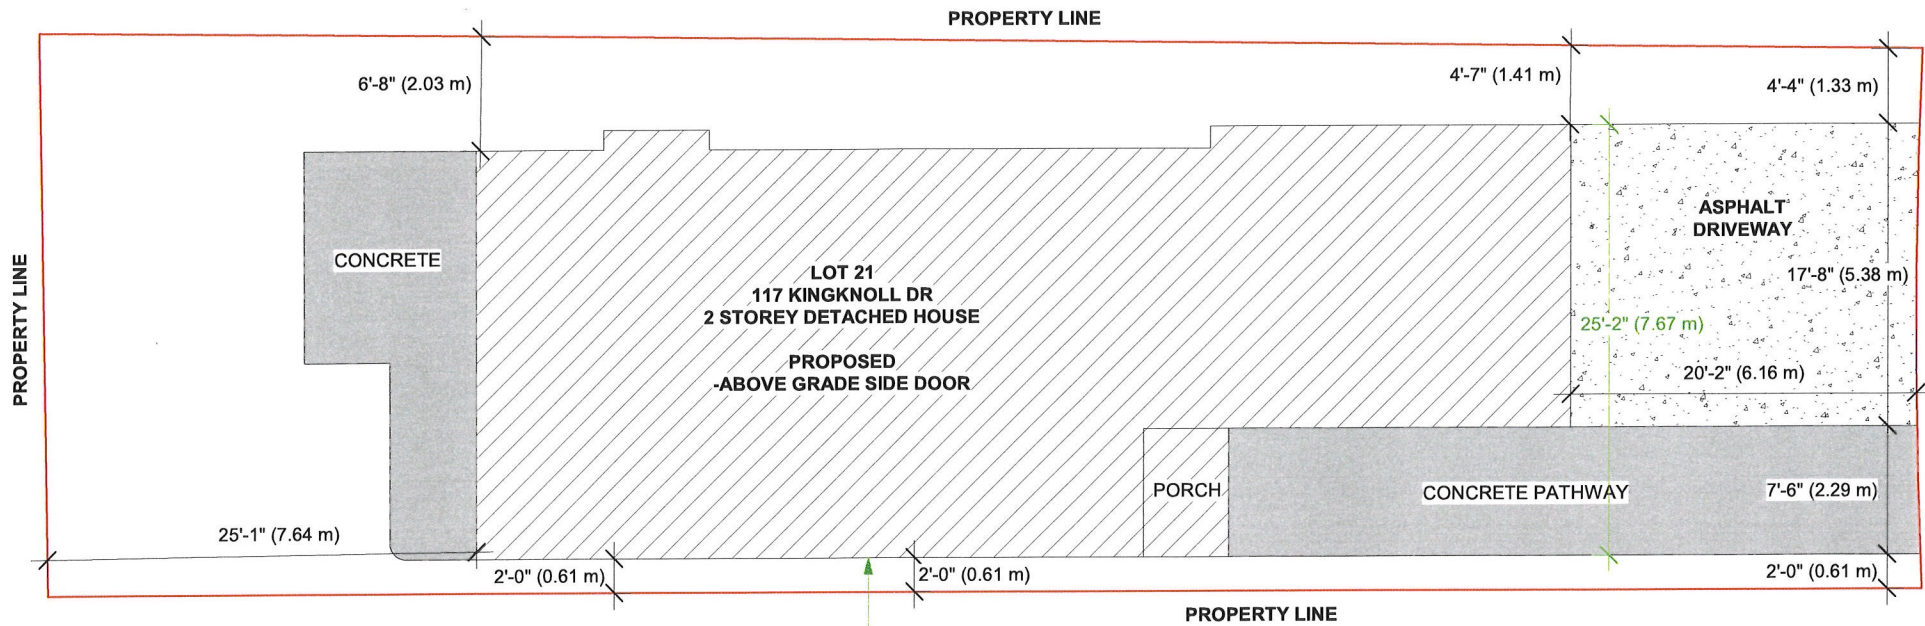 PROPERTY LINE
6'-8" (2.03 m)
4'-7" (1.41 m)
4'-4" (1.33 m)
ASPHALT
DRIVEWAY
CONCRETE
PROPERTY LINE
LOT 21
117 KINGKNOLL DR
2 STOREY DETACHED HOUSE
PROPOSED
-ABOVE GRADE SIDE DOOR
17'-8" (5.38 m)
25'-2" (7.67 m)
20'-2" (6.16 m)
PORCH
CONCRETE PATHWAY
7'-6" (2.29 m)
25'-1" (7.64 m)
2'-0" (0.61 m)
2'-0" (0.61 m)
2'-0" (0.61 m)
PROPERTY LINE